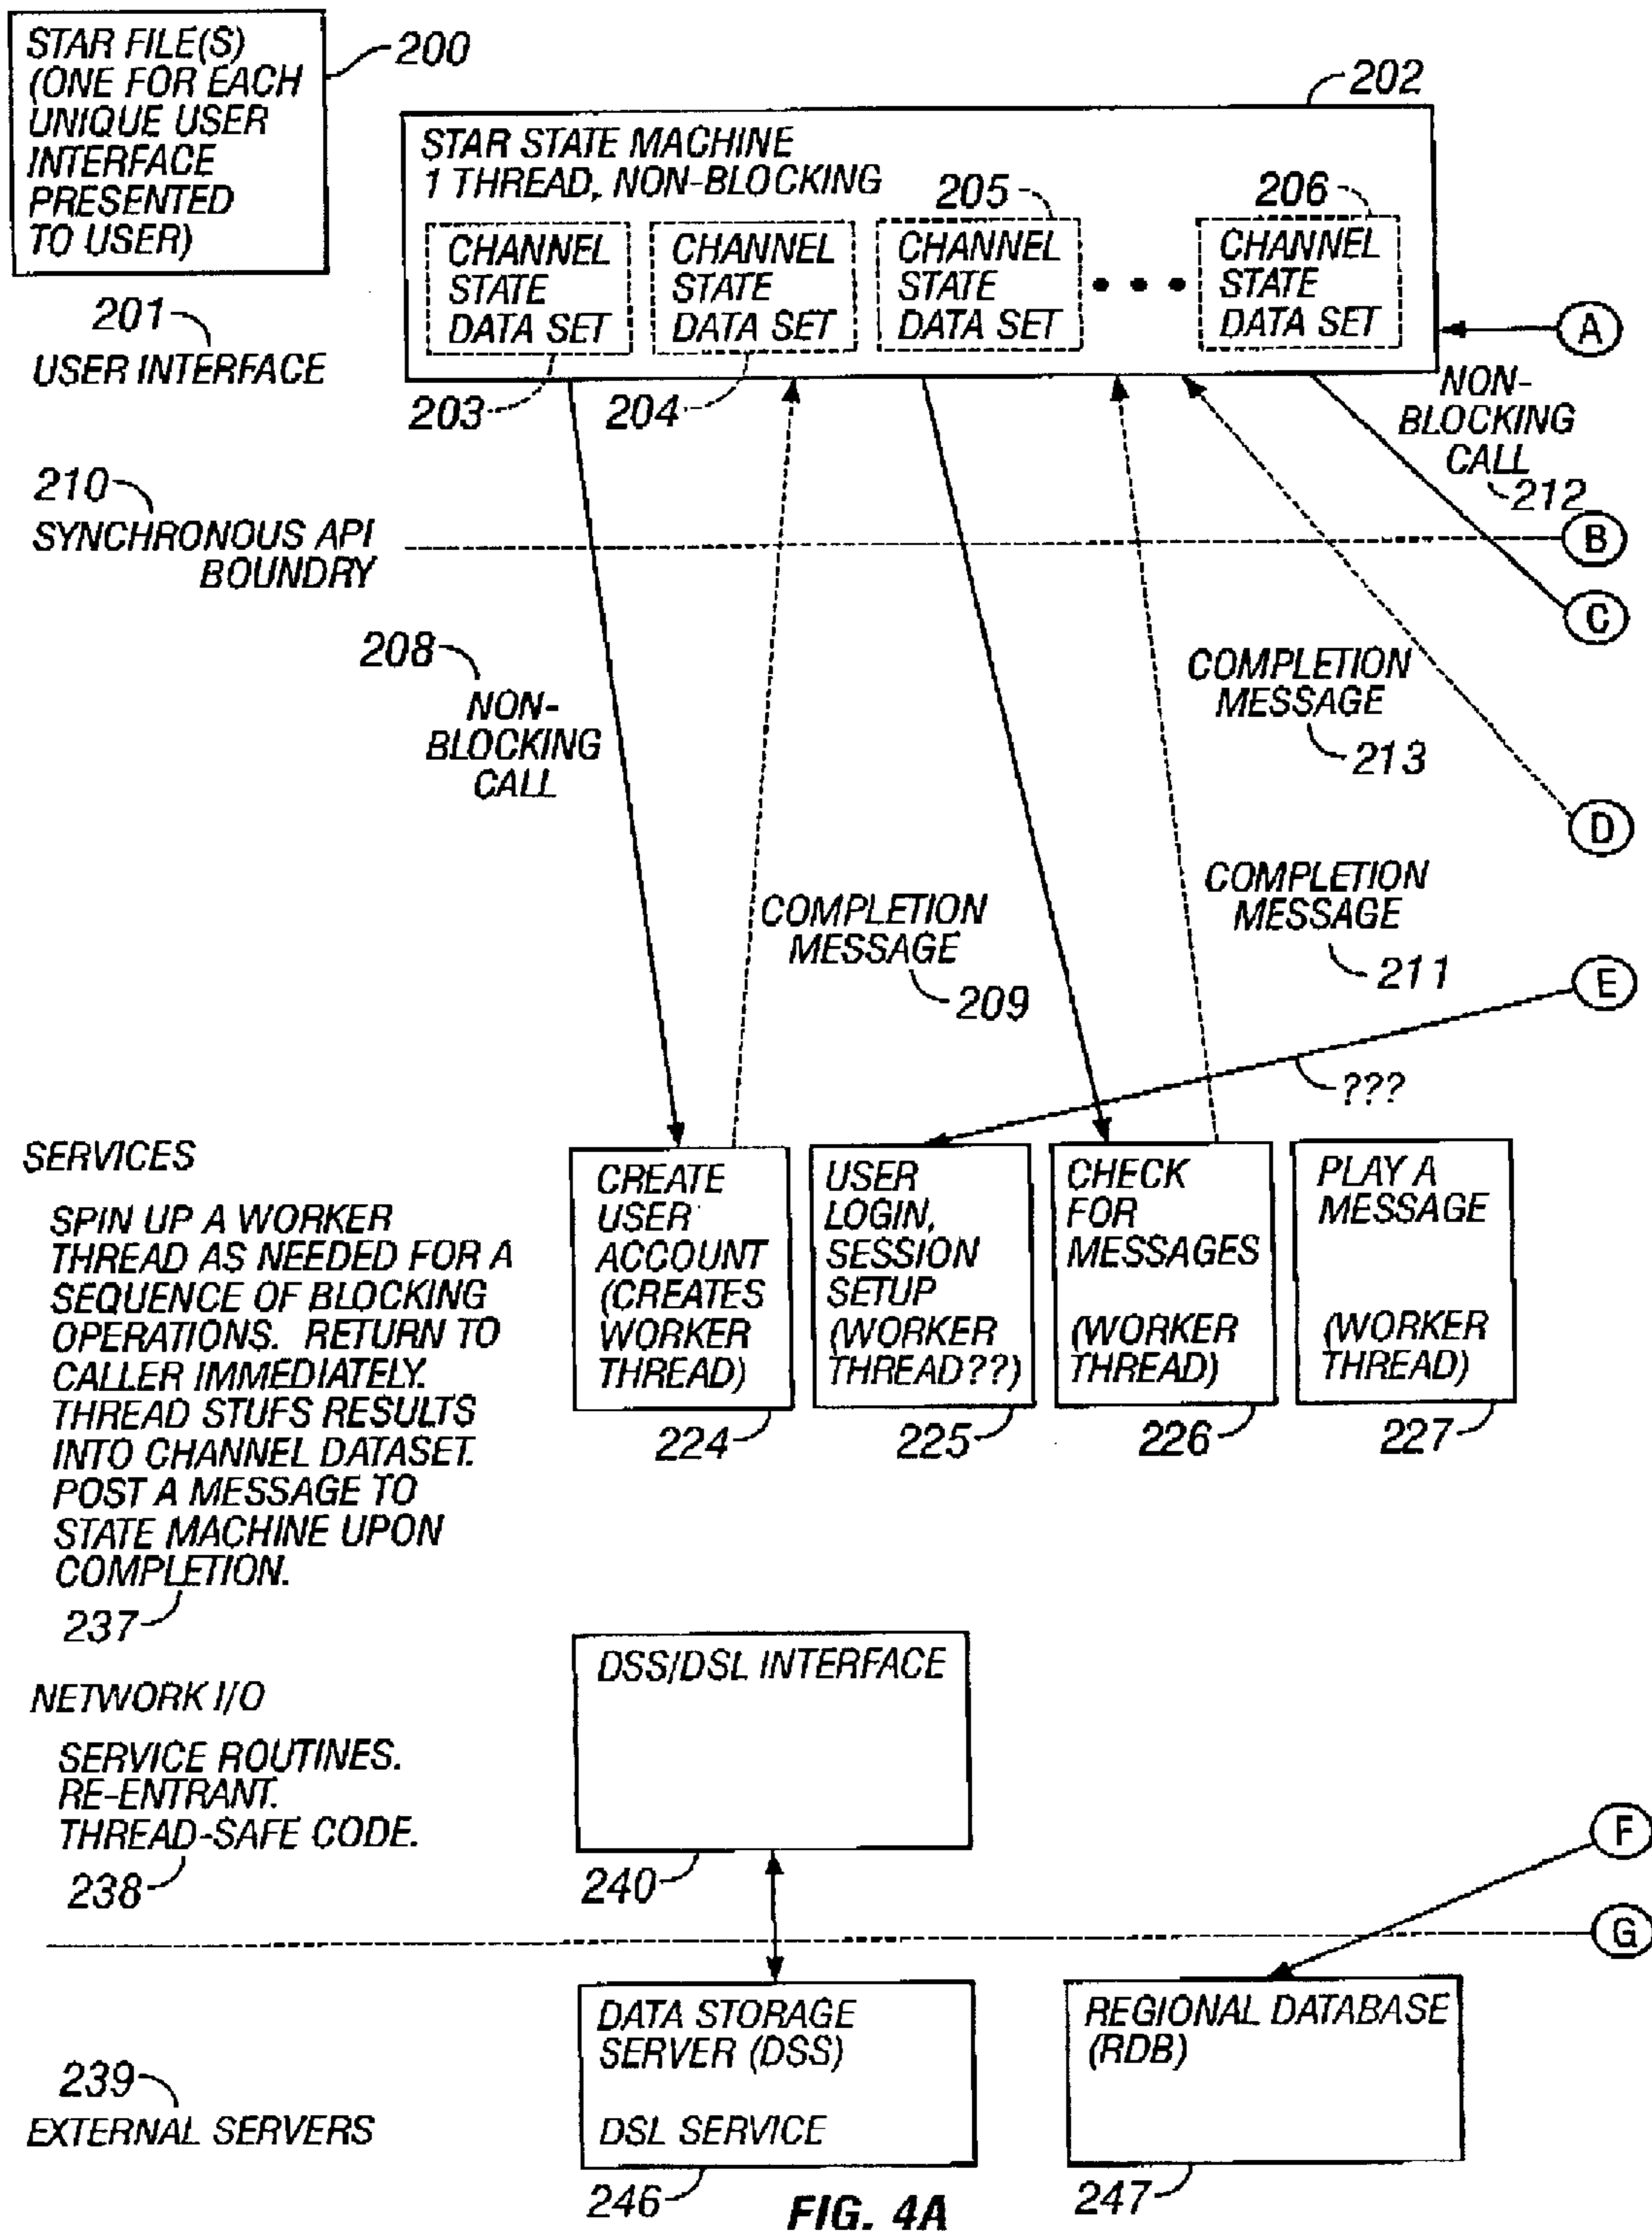 STAR FILE(S)
(ONE FOR EACH
UNIQUE USER
INTERFACE
PRESENTED
TO USER)
200
202
STAR STATE MACHINE
1 THREAD, NON-BLOCKING
205
206
CHANNEL
STATE
DATA SET
CHANNEL
STATE
DATA SET
CHANNEL
STATE
DATA SET
CHANNEL
STATE
DATA SET
201
USER INTERFACE
A
203
204
NON-
BLOCKING
CALL
212
210
SYNCHRONOUS API
BOUNDRY
B
C
208
NON-
BLOCKING
CALL
COMPLETION
MESSAGE
213
D
COMPLETION
MESSAGE
209
COMPLETION
MESSAGE
211
E
???
SERVICES
SPIN UP A WORKER
THREAD AS NEEDED FOR A
SEQUENCE OF BLOCKING
OPERATIONS. RETURN TO
CALLER IMMEDIATELY.
THREAD STUFS RESULTS
INTO CHANNEL DATASET.
POST A MESSAGE TO
STATE MACHINE UPON
COMPLETION.
237
CREATE
USER
ACCOUNT
(CREATES
WORKER
THREAD)
224
USER
LOGIN,
SESSION
SETUP
(WORKER
THREAD??)
225
CHECK
FOR
MESSAGES
(WORKER
THREAD)
226
PLAY A
MESSAGE
(WORKER
THREAD)
227
NETWORK I/O
SERVICE ROUTINES.
RE-ENTRANT.
THREAD-SAFE CODE.
238
DSS/DSL INTERFACE
240
F
G
239
EXTERNAL SERVERS
DATA STORAGE
SERVER (DSS)
DSL SERVICE
246
REGIONAL DATABASE
(RDB)
247
FIG. 4A